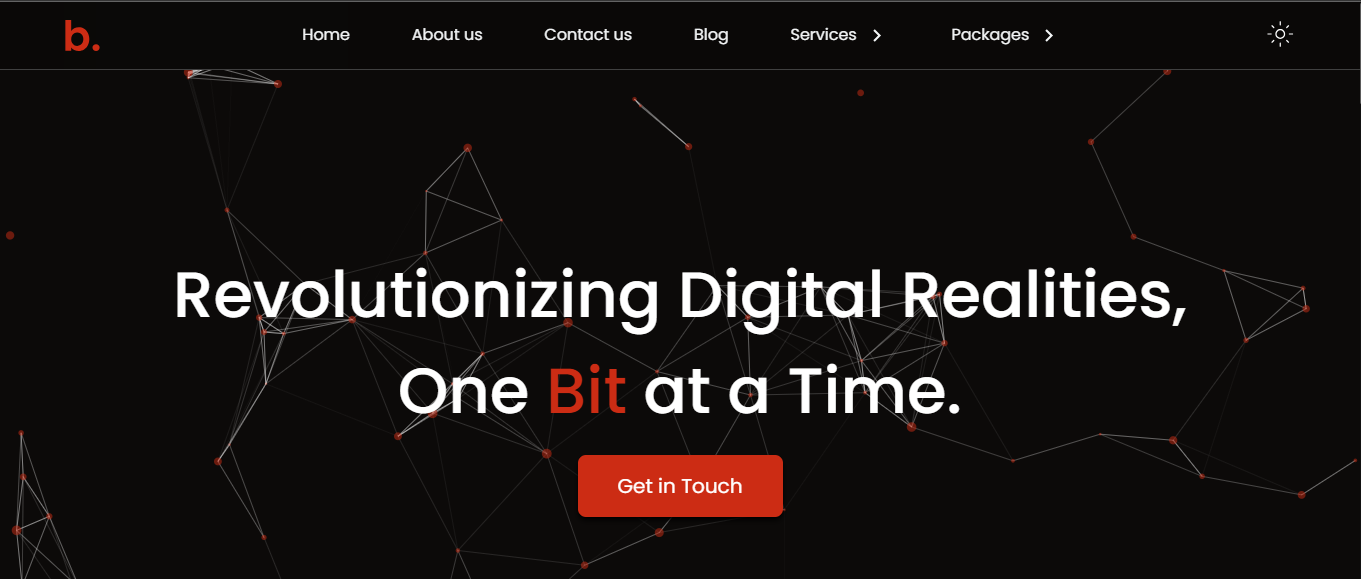 b.
Home About us Contact us Blog Services Packages
Revolutionizing Digital Realities,
One Bit at a Time.
Get in Touch